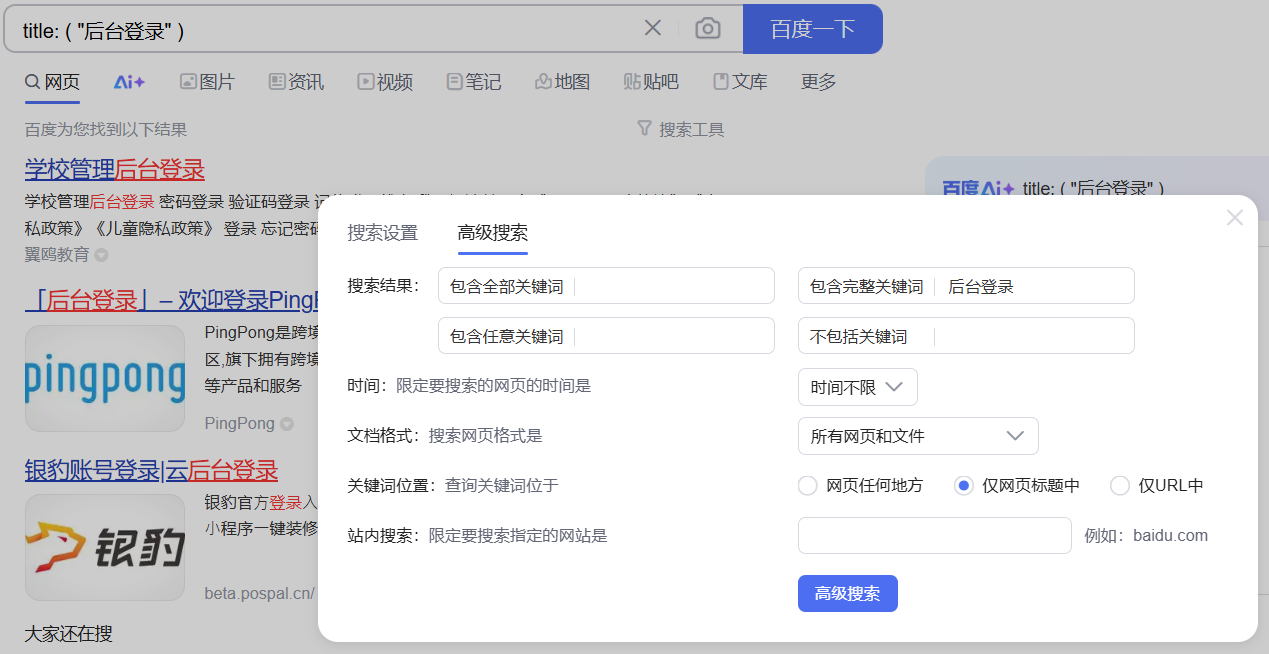 title: ( "后台登录" )
百度一下
网页 Ai+ 图片 资讯 视频 笔记 地图 贴吧 文库 更多
百度为您找到以下结果
搜索工具
学校管理后台登录
学校管理后台登录 密码登录 验证码登录
私政策》《儿童隐私政策》 登录 忘记密码
翼鸥教育
「后台登录」– 欢迎登录PingP
PingPong是跨境
区,旗下拥有跨境
等产品和服务
pingpong
PingPong
银豹账号登录|云后台登录
银豹官方登录入
小程序一键装修
银豹
beta.pospal.cn/
大家还在搜
百度Ai+ title: ( "后台登录" )
搜索设置 高级搜索
搜索结果： 包含全部关键词 包含完整关键词 后台登录
包含任意关键词 不包括关键词
时间：限定要搜索的网页的时间是 时间不限
文档格式：搜索网页格式是 所有网页和文件
关键词位置：查询关键词位于 网页任何地方 仅网页标题中 仅URL中
站内搜索：限定要搜索指定的网站是 例如：baidu.com
高级搜索